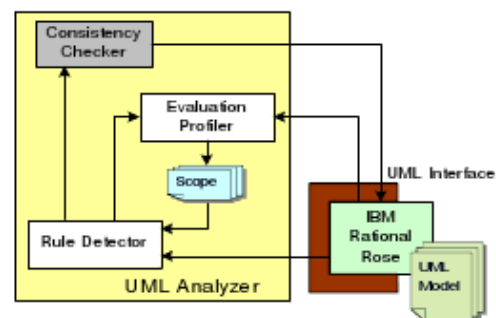 Consistency
Checker
Evaluation
Profiler
Scope
UML Interface
IBM
Rational
Rose
Rule Detector
UML
Model
UML Analyzer